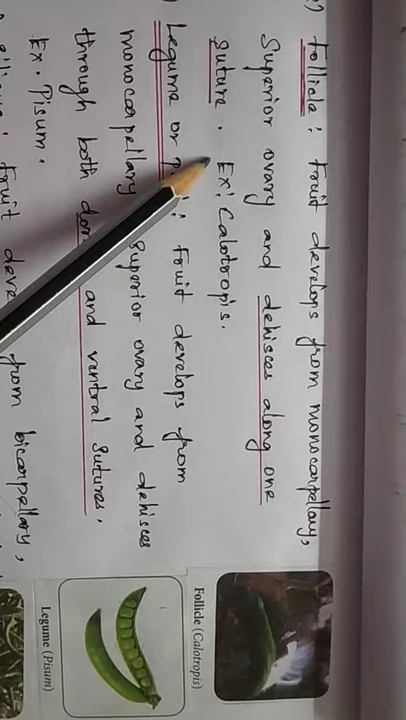 Follicle : Fruit develops from monocarpellary,
Superior ovary and dehisces along one
Suture. Ex: Calotropis.
Legume or : Fruit develops from
monocarpellary Superior ovary and dehisces
through both and ventral Sutures.
Ex. Pisum.
Fruit from bicarpellary,
Follicle (Calotropis)
Legume (Pisum)